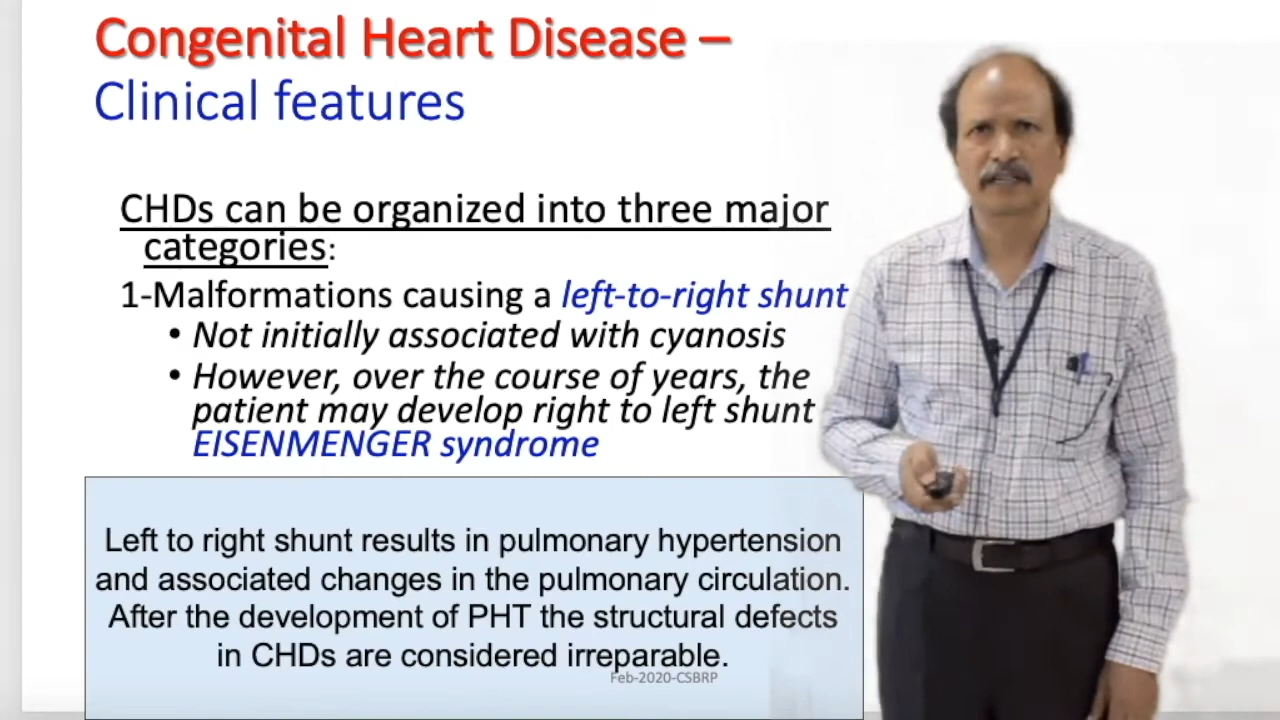 Congenital Heart Disease –
Clinical features
CHDs can be organized into three major
categories:
1-Malformations causing a left-to-right shunt
• Not initially associated with cyanosis
• However, over the course of years, the
patient may develop right to left shunt
EISENMENGER syndrome
Left to right shunt results in pulmonary hypertension
and associated changes in the pulmonary circulation.
After the development of PHT the structural defects
in CHDs are considered irreparable.
Feb-2020-CSBRP